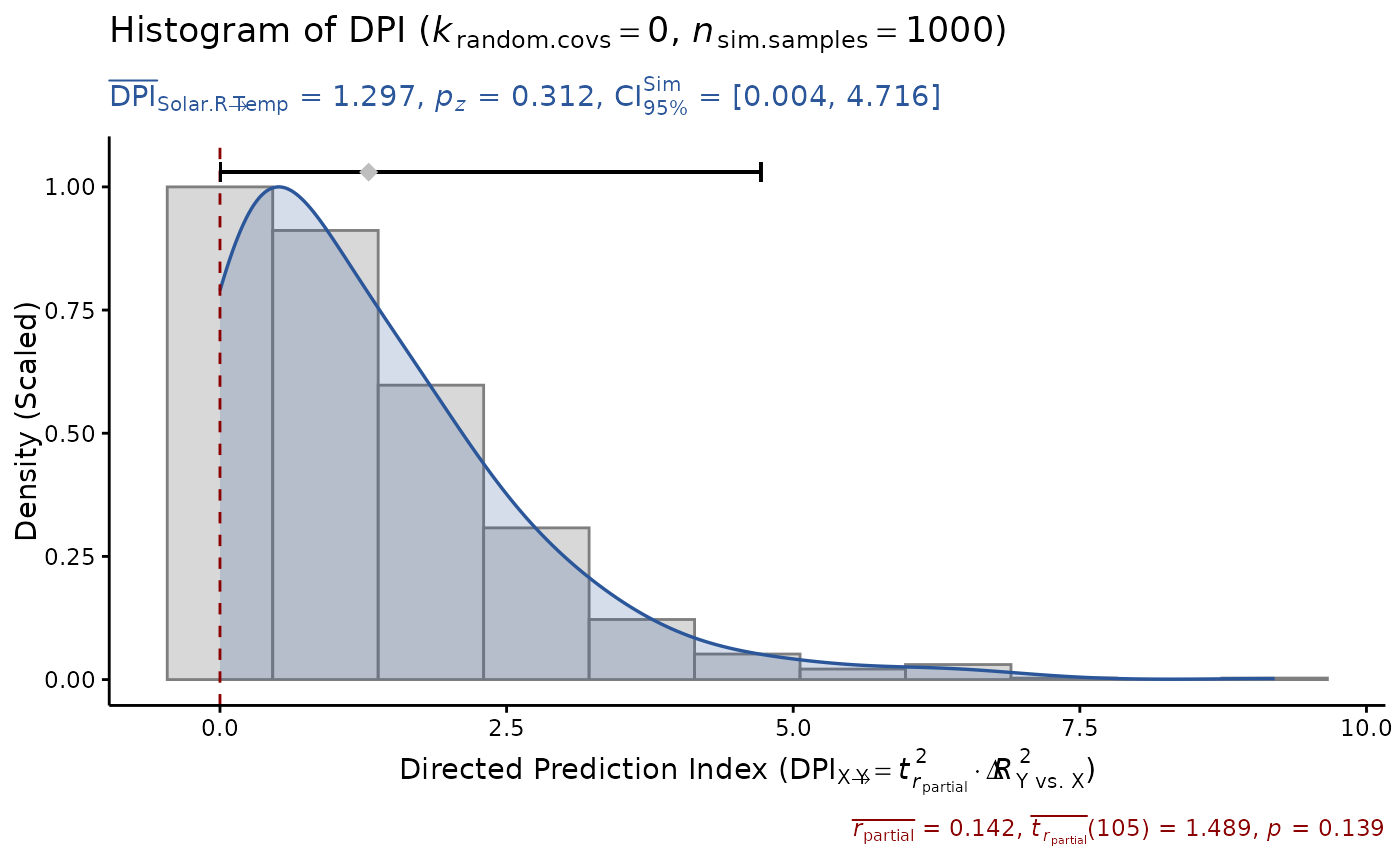 Histogram of DPI (k random.covs = 0, n sim.samples = 1000)
DPI Solar.R→Temp = 1.297, p z = 0.312, CI Sim 95% = [0.004, 4.716]
Density (Scaled)
1.00
0.75
0.50
0.25
0.00
0.0 2.5 5.0 7.5 10.0
Directed Prediction Index (DPI X→Y = t 2 r partial · ΔR 2 Y vs. X)
r partial = 0.142, t r partial (105) = 1.489, p = 0.139